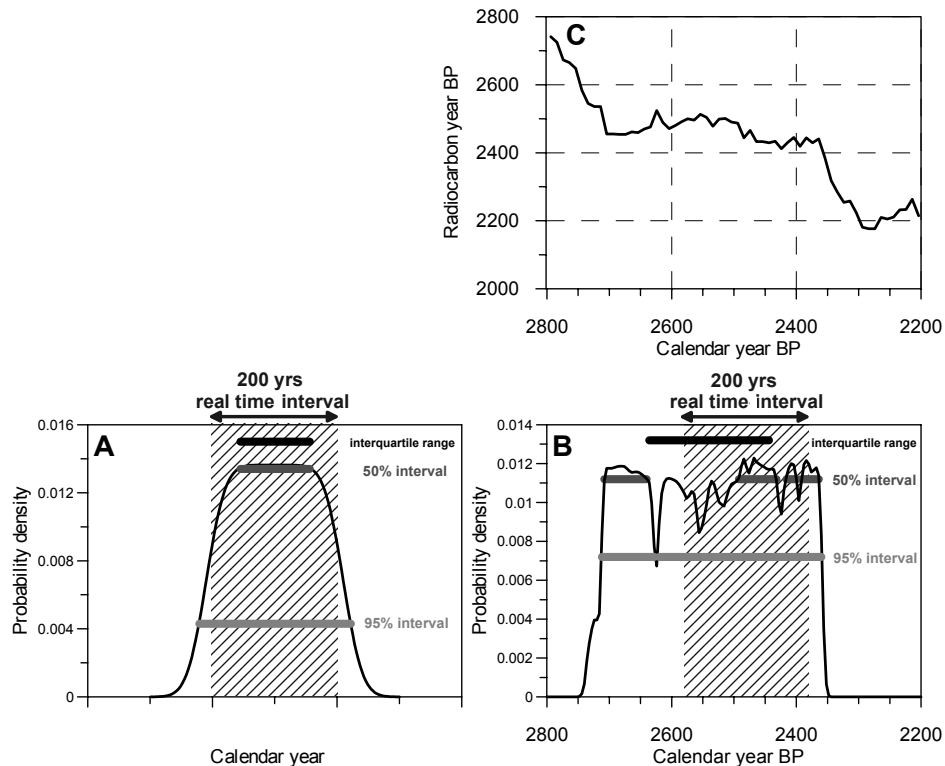 C
2800
2600
2400
2200
2000
Radiocarbon year BP
2800 2600 2400 2200
Calendar year BP
200 yrs
real time interval
A
0.016
0.012
0.008
0.004
0
Probability density
interquartile range
50% interval
95% interval
Calendar year
200 yrs
real time interval
B
0.014
0.012
0.01
0.008
0.006
0.004
0.002
0
Probability density
interquartile range
50% interval
95% interval
2800 2600 2400 2200
Calendar year BP